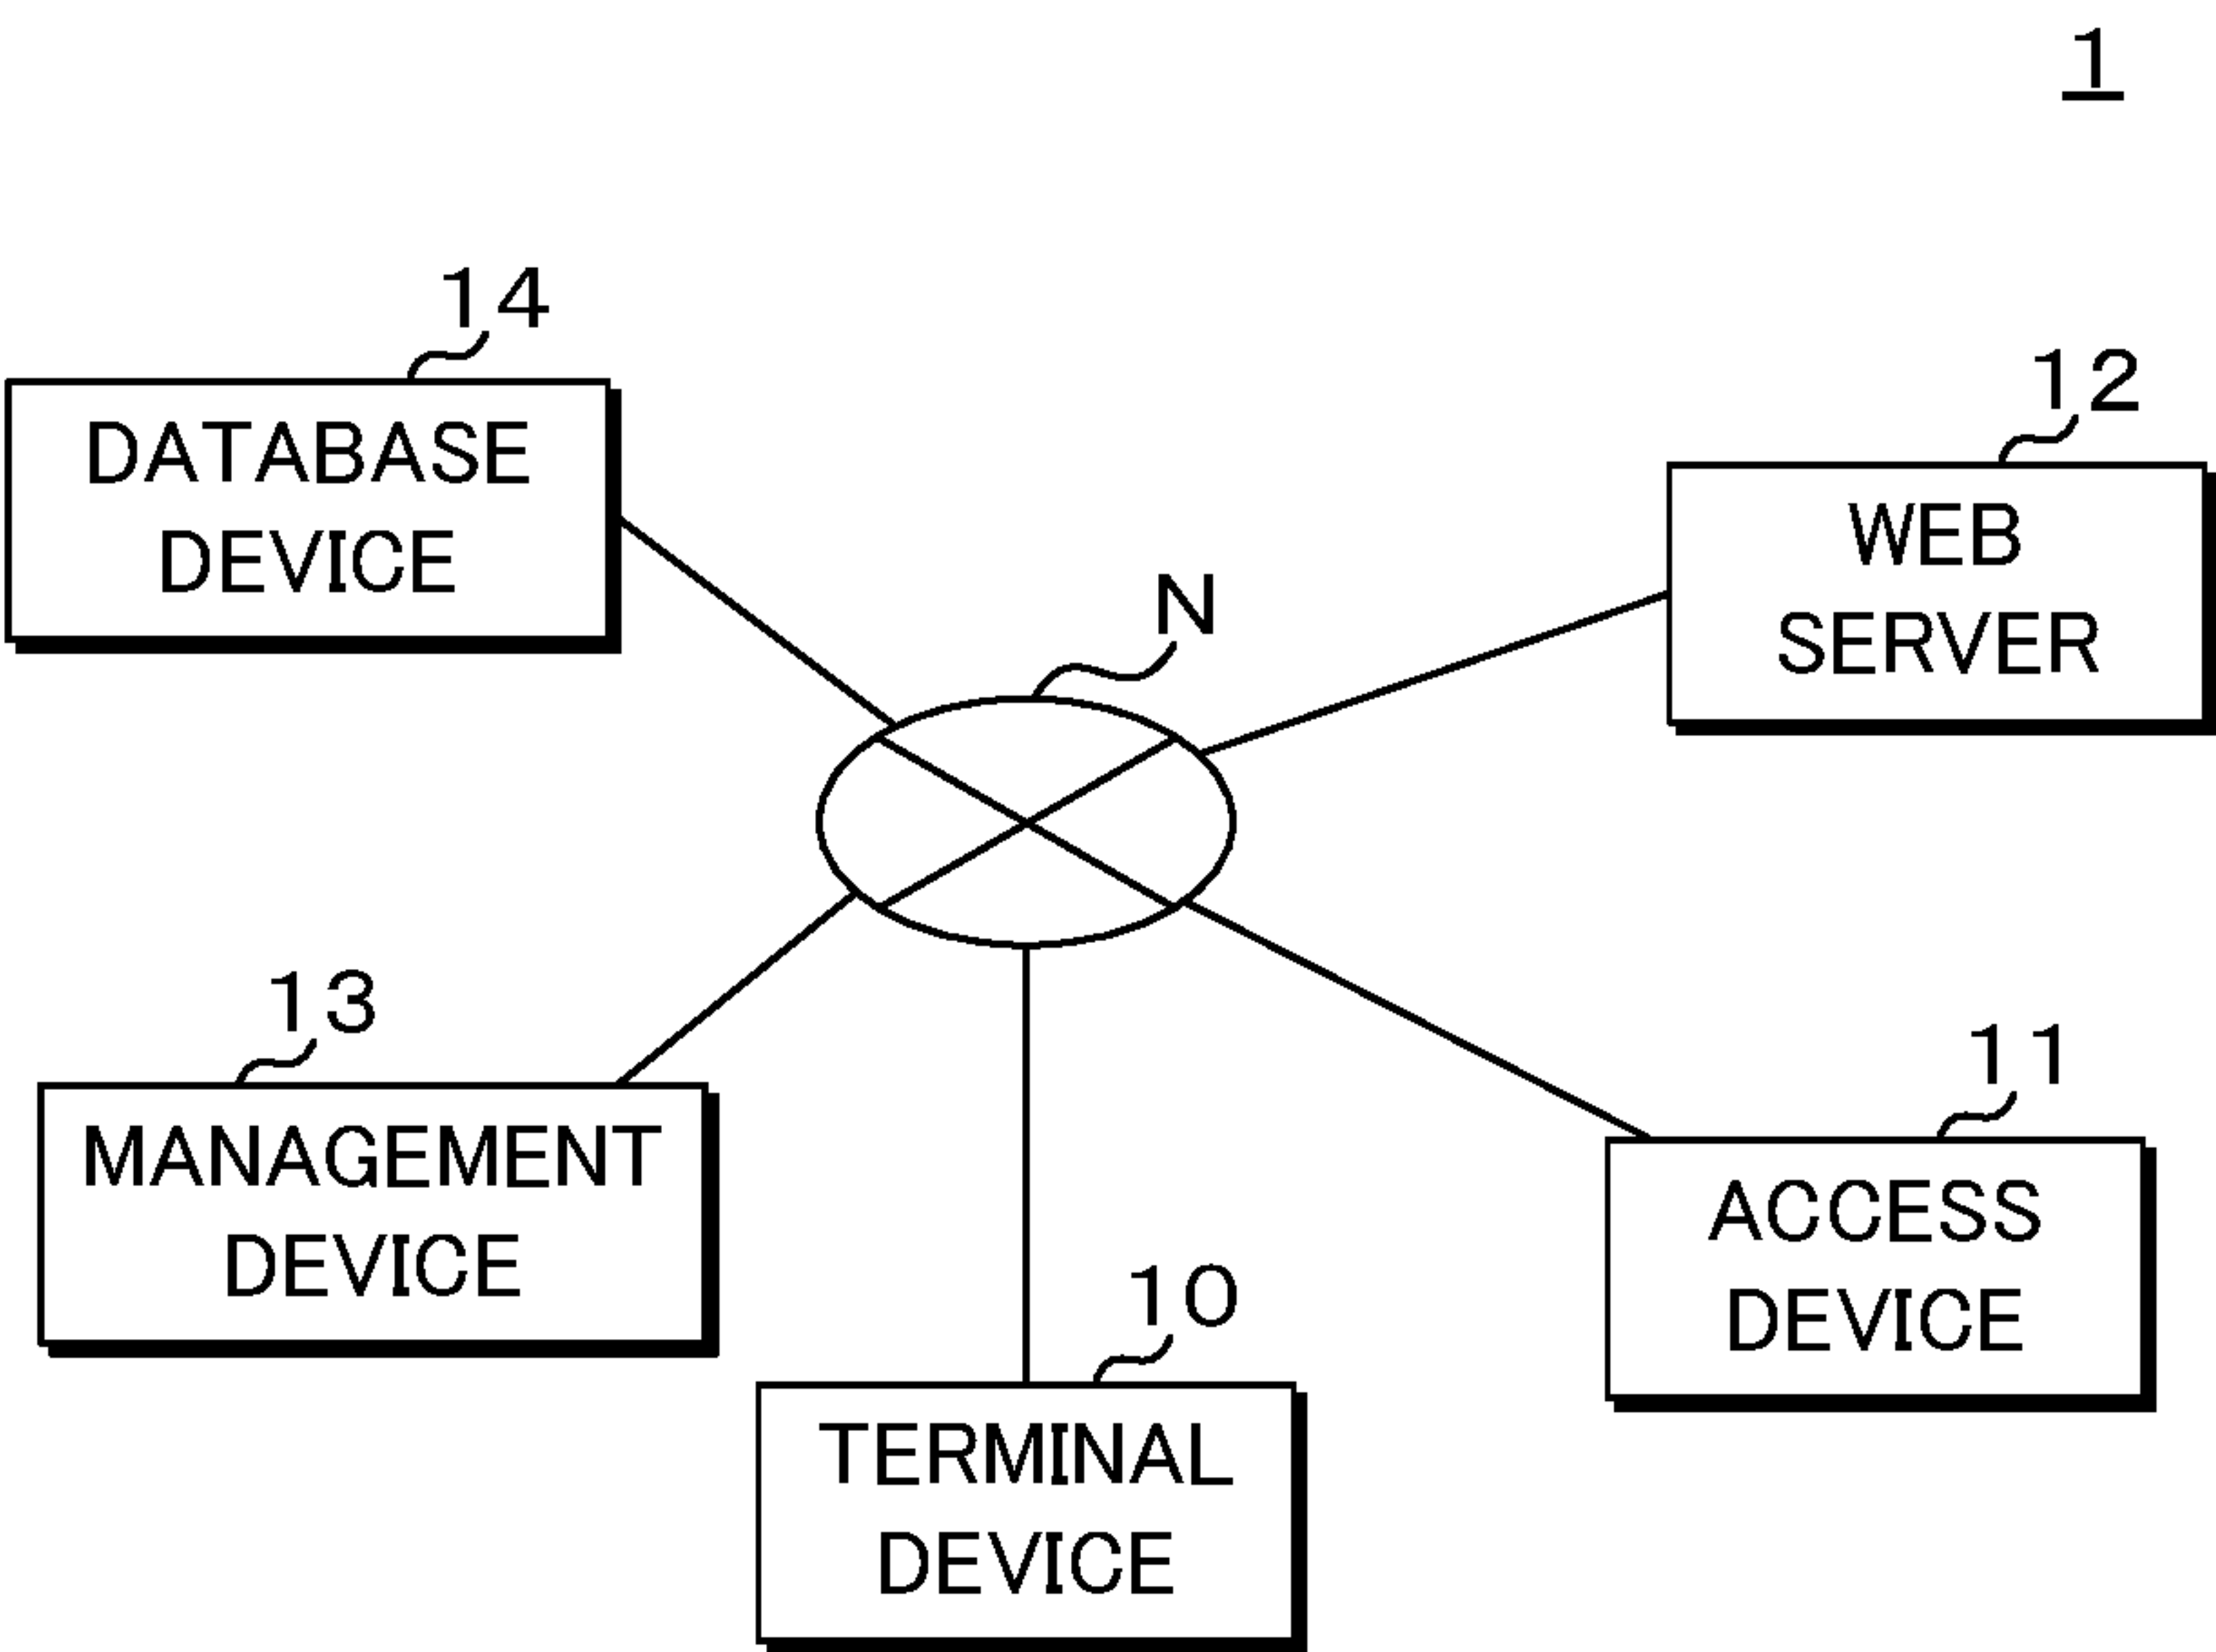 1
14
DATABASE
DEVICE
12
WEB
SERVER
N
13
MANAGEMENT
DEVICE
11
ACCESS
DEVICE
10
TERMINAL
DEVICE